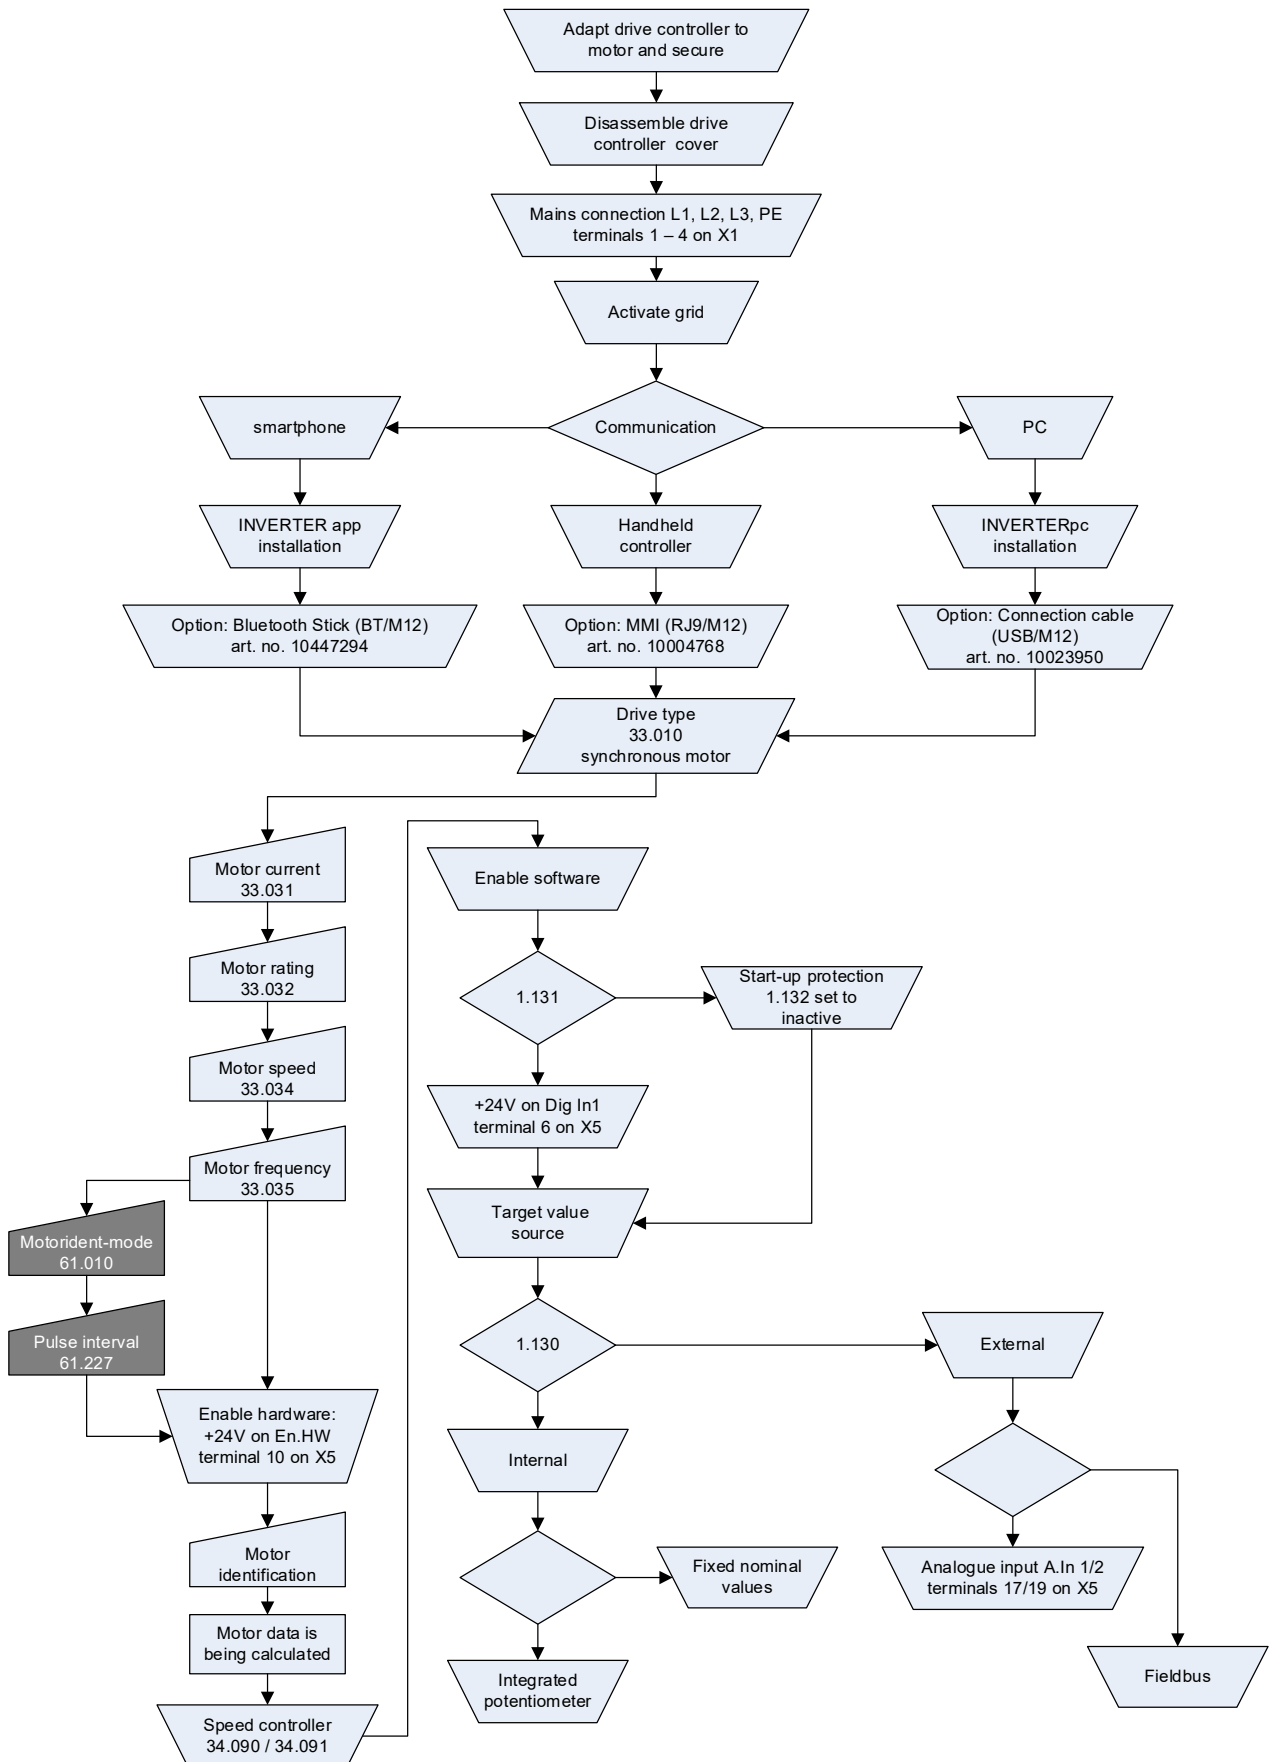 Adapt drive controller to
motor and secure
Disassemble drive
controller cover
Mains connection L1, L2, L3, PE
terminals 1 – 4 on X1
Activate grid
smartphone
Communication
PC
INVERTER app
installation
Handheld
controller
INVERTERpc
installation
Option: Bluetooth Stick (BT/M12)
art. no. 10447294
Option: MMI (RJ9/M12)
art. no. 10004768
Option: Connection cable
(USB/M12)
art. no. 10023950
Drive type
33.010
synchronous motor
Motor current
33.031
Motor rating
33.032
Motor speed
33.034
Motor frequency
33.035
Motorident-mode
61.010
Pulse interval
61.227
Enable hardware:
+24V on En.HW
terminal 10 on X5
Motor
identification
Motor data is
being calculated
Speed controller
34.090 / 34.091
Enable software
1.131
Start-up protection
1.132 set to
inactive
+24V on Dig In1
terminal 6 on X5
Target value
source
1.130
External
Internal
Fixed nominal
values
Analogue input A.In 1/2
terminals 17/19 on X5
Integrated
potentiometer
Fieldbus